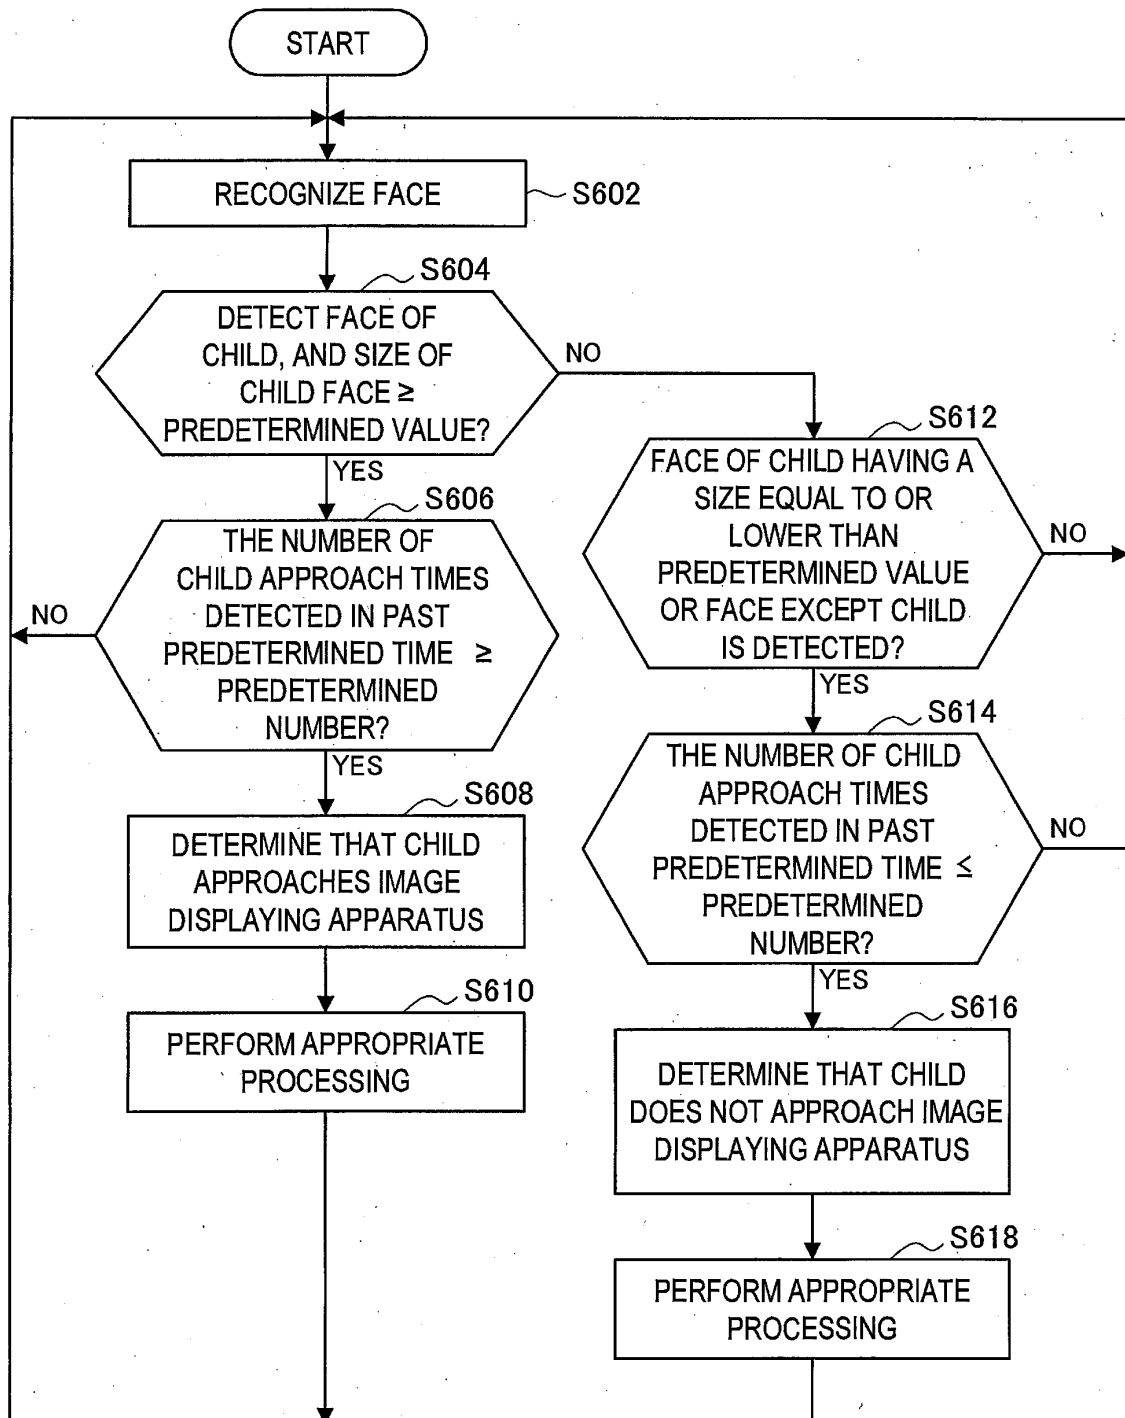 START
RECOGNIZE FACE
S602
S604
DETECT FACE OF
CHILD, AND SIZE OF
CHILD FACE ≥
PREDETERMINED VALUE?
NO
YES
S606
THE NUMBER OF
CHILD APPROACH TIMES
DETECTED IN PAST
PREDETERMINED TIME ≥
PREDETERMINED
NUMBER?
NO
YES
S608
DETERMINE THAT CHILD
APPROACHES IMAGE
DISPLAYING APPARATUS
S610
PERFORM APPROPRIATE
PROCESSING
S612
FACE OF CHILD HAVING A
SIZE EQUAL TO OR
LOWER THAN
PREDETERMINED VALUE
OR FACE EXCEPT CHILD
IS DETECTED?
NO
YES
S614
THE NUMBER OF CHILD
APPROACH TIMES
DETECTED IN PAST
PREDETERMINED TIME ≤
PREDETERMINED
NUMBER?
NO
YES
S616
DETERMINE THAT CHILD
DOES NOT APPROACH IMAGE
DISPLAYING APPARATUS
S618
PERFORM APPROPRIATE
PROCESSING